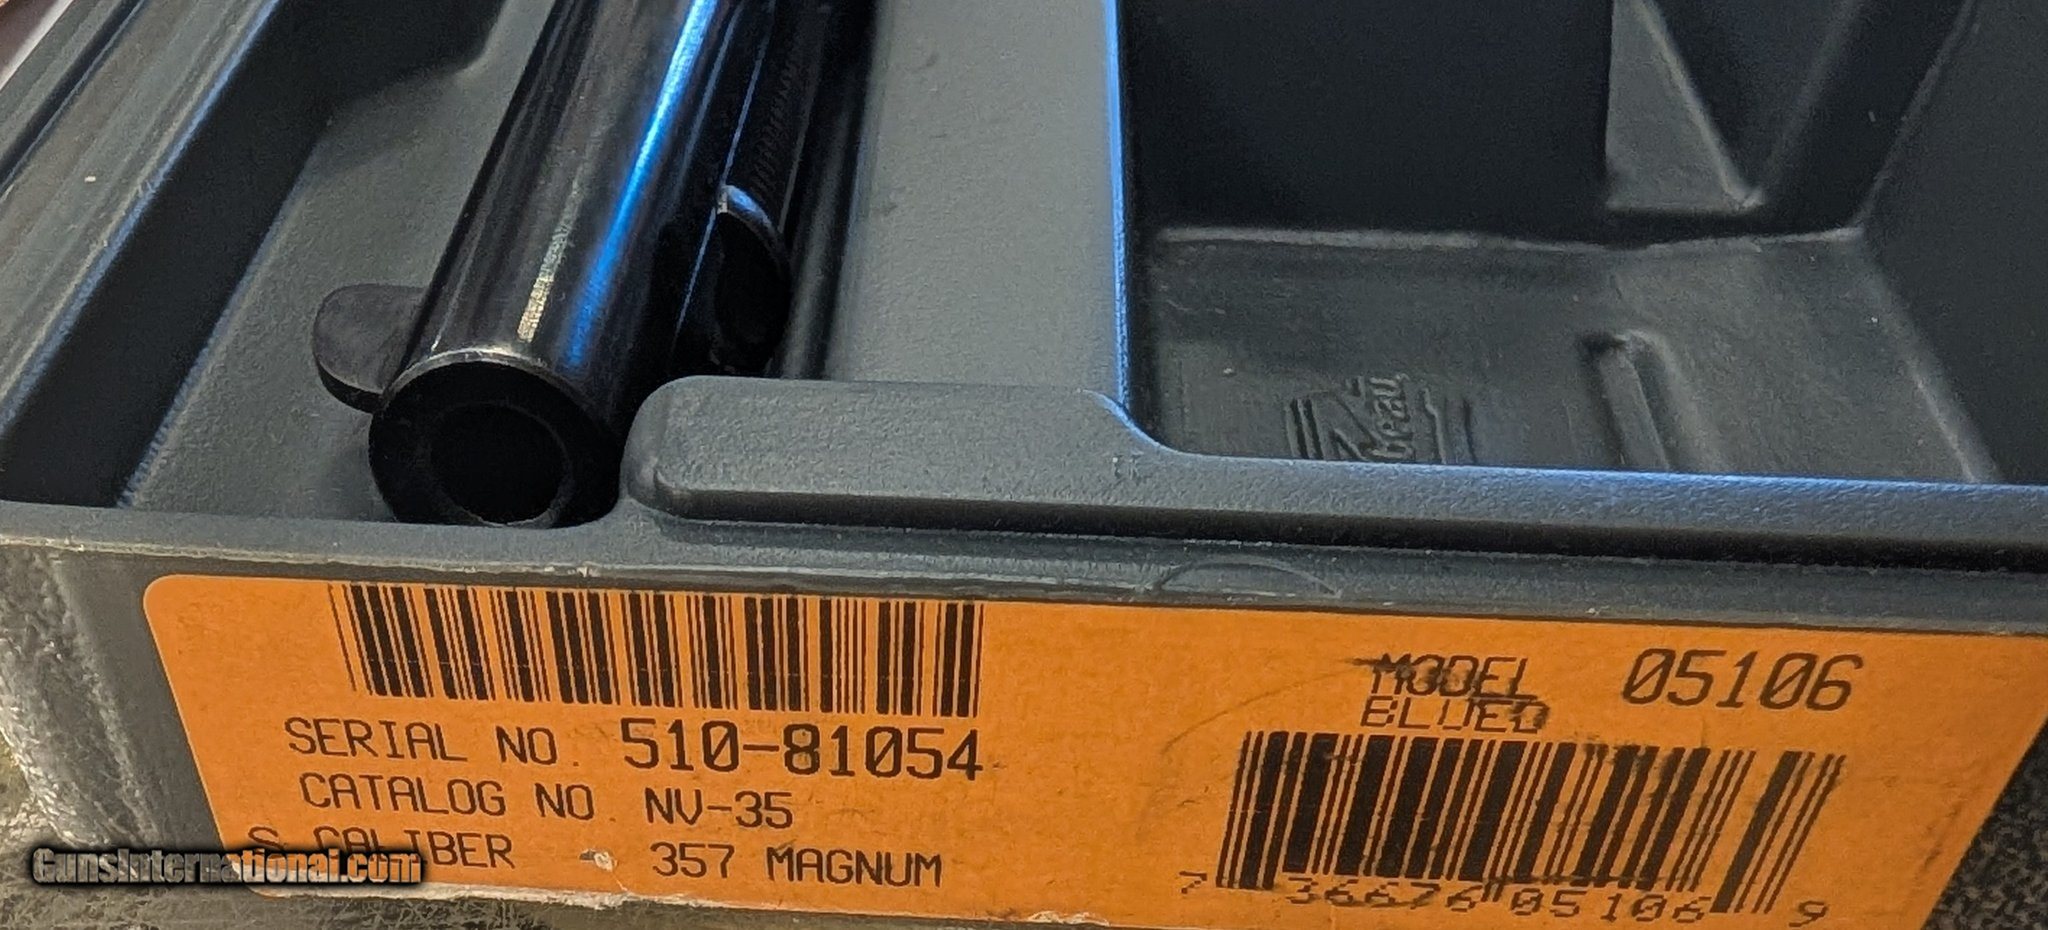 beau
SERIAL NO. 510-81054
CATALOG NO. NV-35
S. CALIBER 357 MAGNUM
MODEL 05106
BLUED
7 36676 05106 9
GunsInternational.com